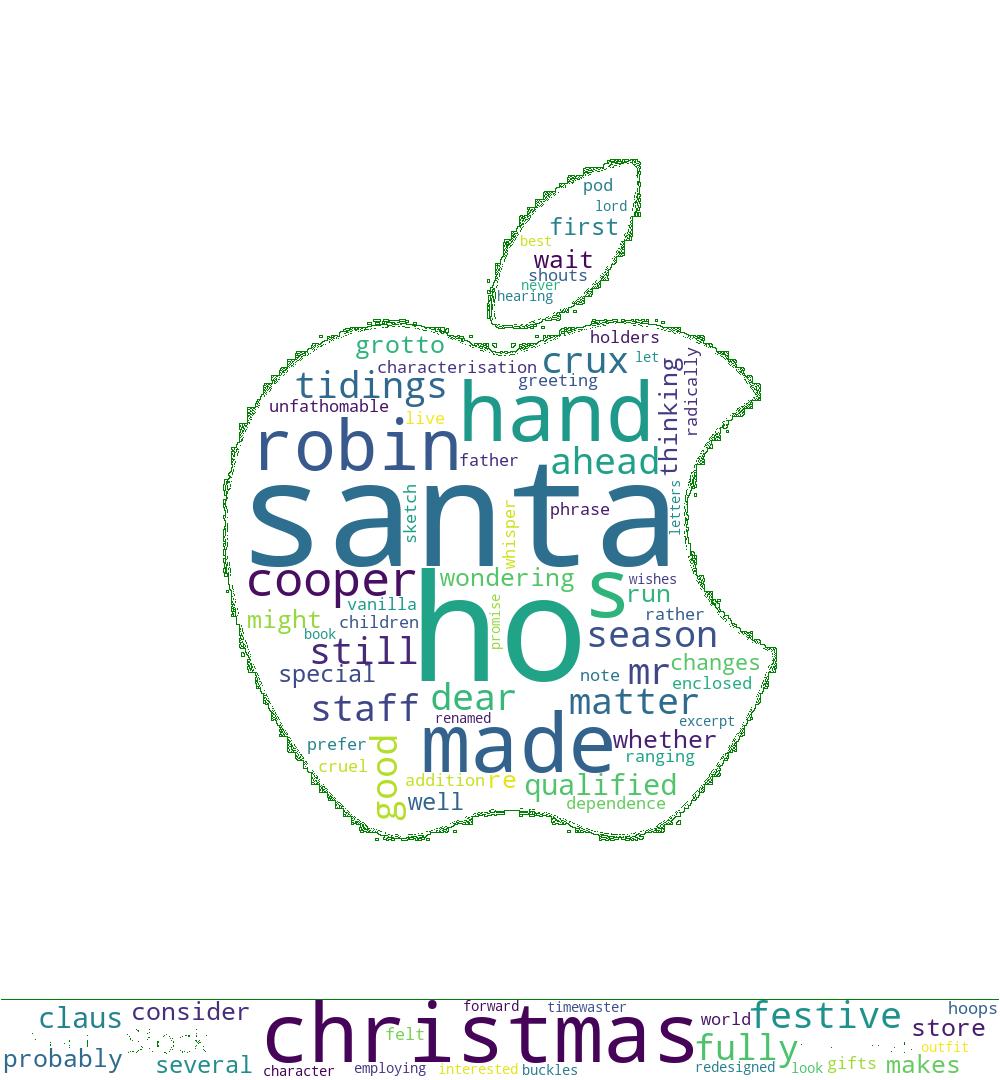 pod
lord
first
best
wait
shouts
never
hearing
holders
grotto
crux let
characterisation
greeting
tidings
thinking
radically
unfathomable
hand
live
robin
father
ahead
santa
sketch
letters
phrase
whisper
cooper
wondering
s
wishes
run
ho
vanilla
promise
rather
might
children
book
season
still
mr
changes
special
note
enclosed
dear
matter
staff
renamed
excerpt
made
whether
prefer
good
ranging
cruel
addition
re
qualified
well
dependence
christmas
forward
timewaster
festive
hoops
claus
consider
world
store
felt
fully
outfit
probably
several
character
employing
interested
buckles
redesigned
look
gifts
makes